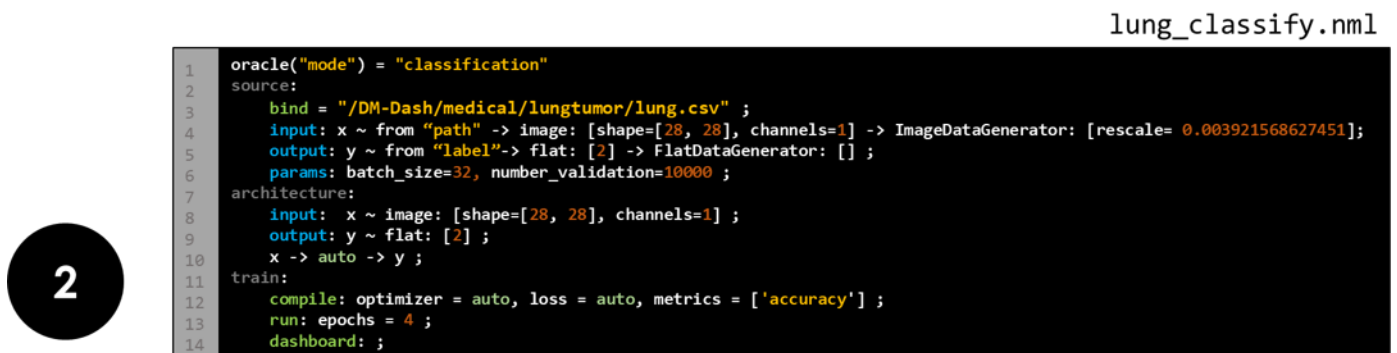 lung_classify.nml
1 oracle("mode") = "classification"
2 source:
3 bind = "/DM-Dash/medical/lungtumor/lung.csv" ;
4 input: x ~ from “path" -> image: [shape=[28, 28], channels=1] -> ImageDataGenerator: [rescale= 0.003921568627451];
5 output: y ~ from “label”-> flat: [2] -> FlatDataGenerator: [] ;
6 params: batch_size=32, number_validation=10000 ;
7 architecture:
8 input:  x ~ image: [shape=[28, 28], channels=1] ;
9 output: y ~ flat: [2] ;
10 x -> auto -> y ;
11 train:
12 compile: optimizer = auto, loss = auto, metrics = ['accuracy'] ;
13 run: epochs = 4 ;
14 dashboard: ;
2